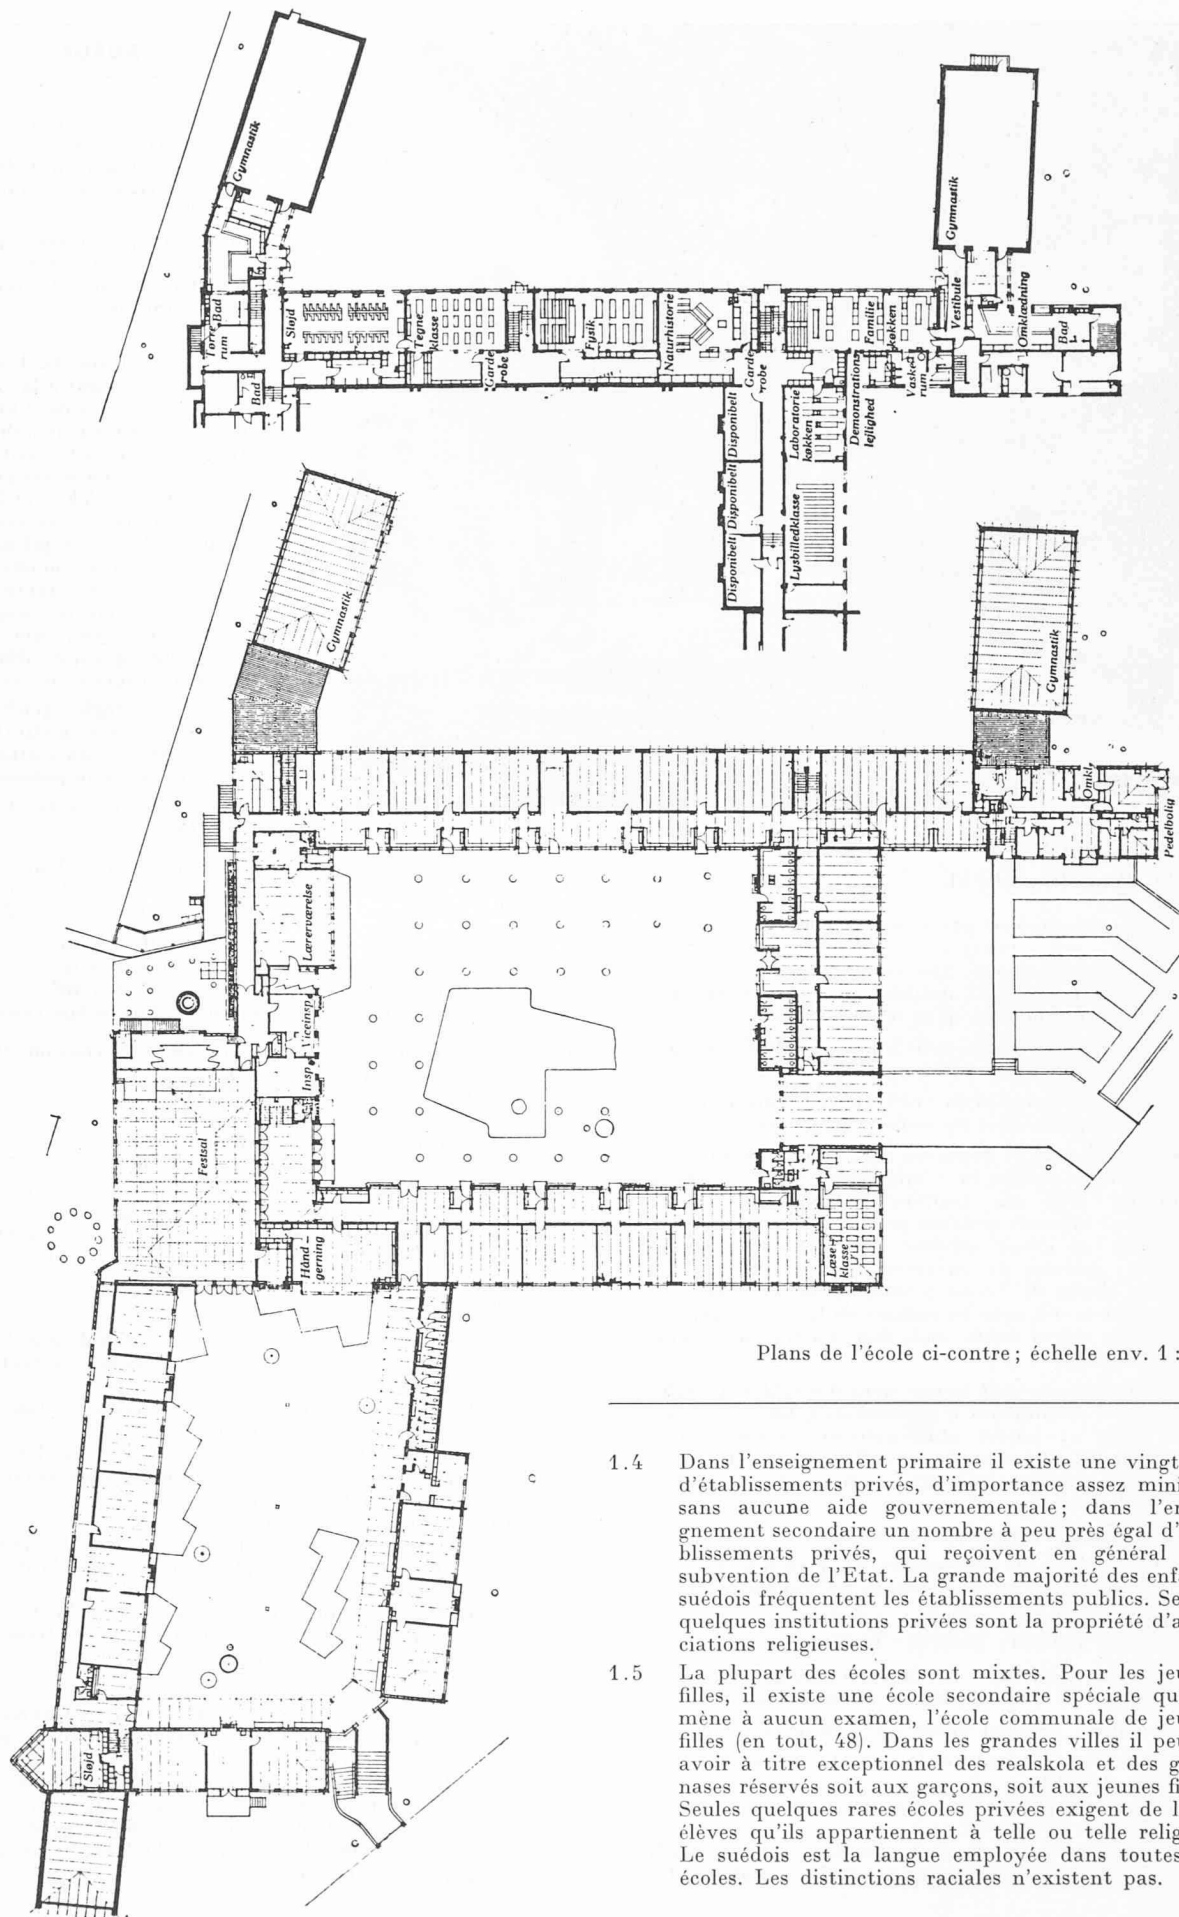 Gymnastik
Gymnastik
Tørre
rum
Bad
Sløjd
Tegne
klasse
Garde
robe
Fysik
Naturhistorie
Garde
robe
Familie
køkken
Vestibule
Omklædning
Bad
Bad
Vaske
rum
Demonstrations
lejlighed
Laboratorie
køkken
Disponibelt
Disponibelt
Disponibelt
Lysbilledklasse
Gymnastik
Gymnastik
Omkl.
Pedelbolig
Lærerværelse
Viceinsp.
Insp.
Festsal
Hånd-
gerning
Læse-
klasse
Sløjd
Plans de l'école ci-contre ; échelle env. 1 :
1.4 Dans l'enseignement primaire il existe une vingt
d'établissements privés, d'importance assez mini
sans aucune aide gouvernementale ; dans l'en
gnement secondaire un nombre à peu près égal d'
blissements privés, qui reçoivent en général
subvention de l'Etat. La grande majorité des enf
suédois fréquentent les établissements publics. Se
quelques institutions privées sont la propriété d'a
ciations religieuses.
1.5 La plupart des écoles sont mixtes. Pour les jeu
filles, il existe une école secondaire spéciale qu
mène à aucun examen, l'école communale de jeu
filles (en tout, 48). Dans les grandes villes il peu
avoir à titre exceptionnel des realskola et des g
nases réservés soit aux garçons, soit aux jeunes fi
Seules quelques rares écoles privées exigent de l
élèves qu'ils appartiennent à telle ou telle relig
Le suédois est la langue employée dans toutes
écoles. Les distinctions raciales n'existent pas.